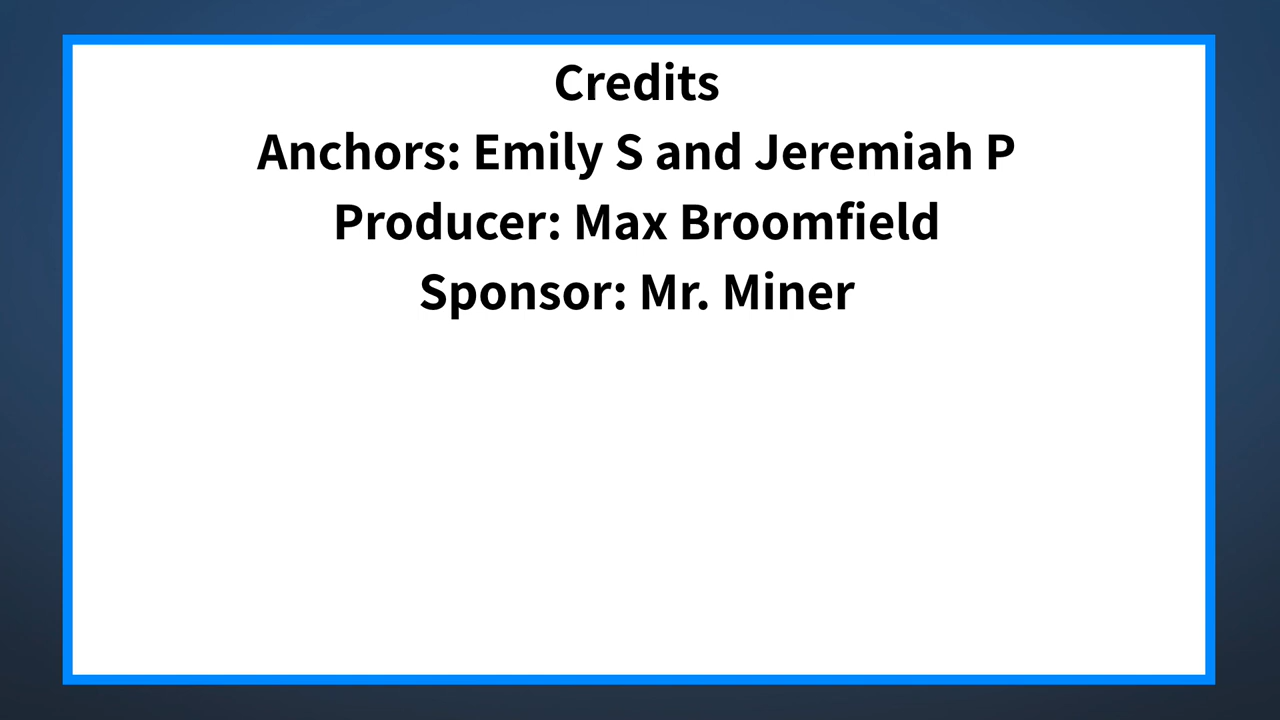 Credits
Anchors: Emily S and Jeremiah P
Producer: Max Broomfield
Sponsor: Mr. Miner